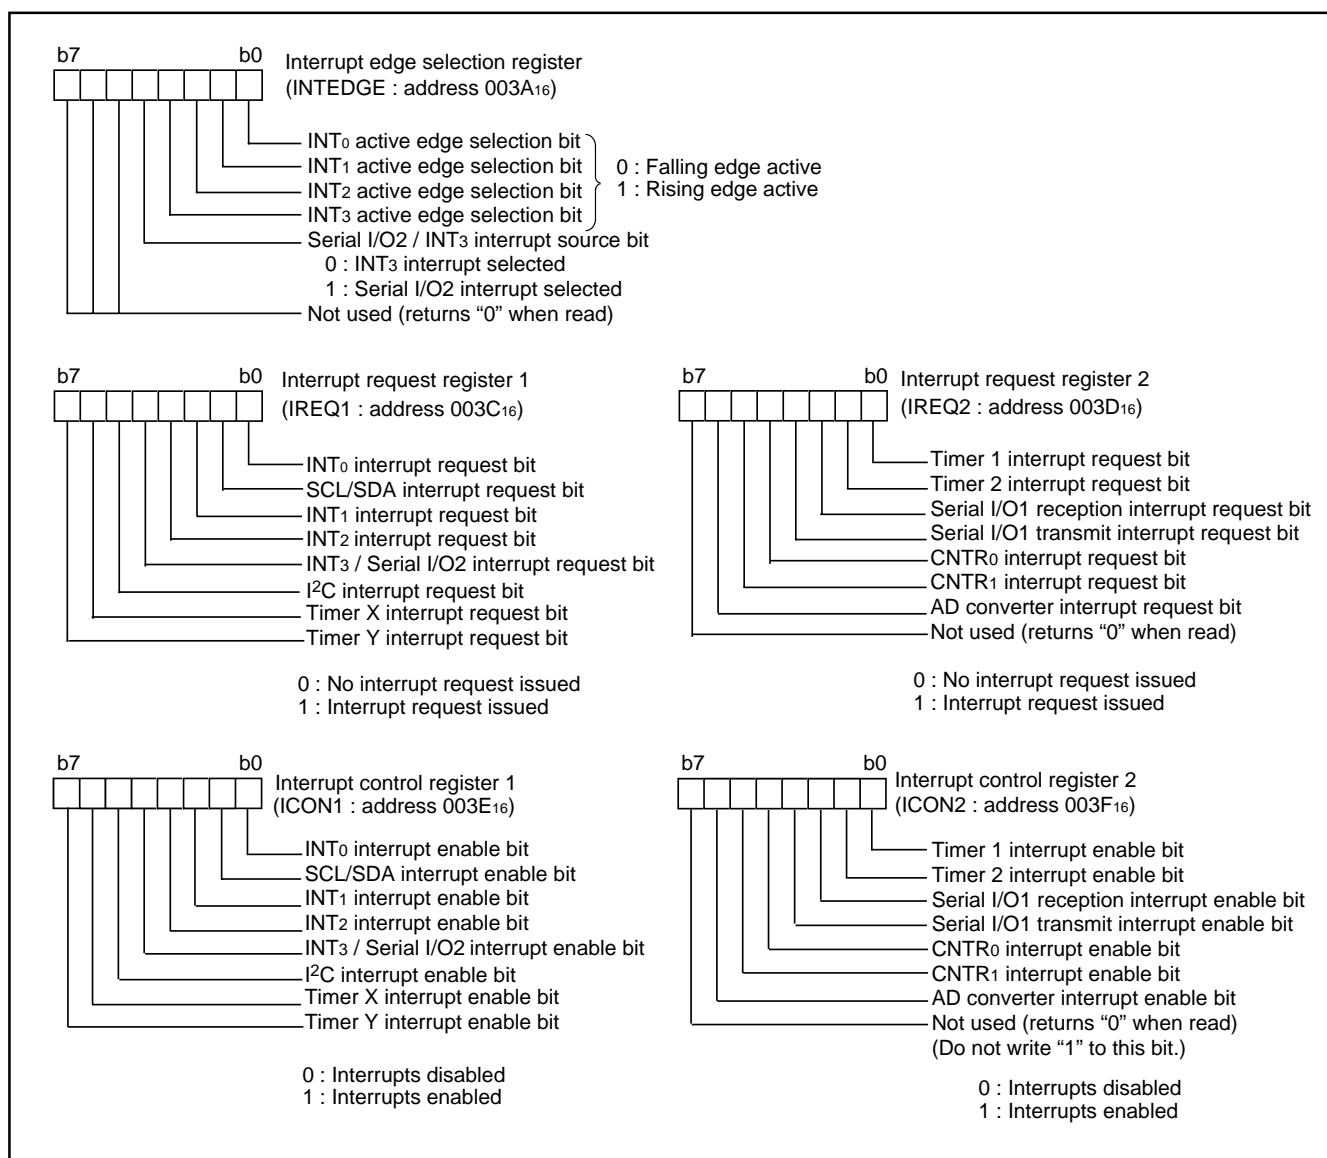 b7 b0 Interrupt edge selection register
(INTEDGE : address 003A16)
INT0 active edge selection bit
INT1 active edge selection bit
INT2 active edge selection bit
INT3 active edge selection bit
0 : Falling edge active
1 : Rising edge active
Serial I/O2 / INT3 interrupt source bit
0 : INT3 interrupt selected
1 : Serial I/O2 interrupt selected
Not used (returns “0” when read)
b7 b0 Interrupt request register 1
(IREQ1 : address 003C16)
INT0 interrupt request bit
SCL/SDA interrupt request bit
INT1 interrupt request bit
INT2 interrupt request bit
INT3 / Serial I/O2 interrupt request bit
I2C interrupt request bit
Timer X interrupt request bit
Timer Y interrupt request bit
0 : No interrupt request issued
1 : Interrupt request issued
b7 b0 Interrupt request register 2
(IREQ2 : address 003D16)
Timer 1 interrupt request bit
Timer 2 interrupt request bit
Serial I/O1 reception interrupt request bit
Serial I/O1 transmit interrupt request bit
CNTR0 interrupt request bit
CNTR1 interrupt request bit
AD converter interrupt request bit
Not used (returns “0” when read)
0 : No interrupt request issued
1 : Interrupt request issued
b7 b0 Interrupt control register 1
(ICON1 : address 003E16)
INT0 interrupt enable bit
SCL/SDA interrupt enable bit
INT1 interrupt enable bit
INT2 interrupt enable bit
INT3 / Serial I/O2 interrupt enable bit
I2C interrupt enable bit
Timer X interrupt enable bit
Timer Y interrupt enable bit
0 : Interrupts disabled
1 : Interrupts enabled
b7 b0 Interrupt control register 2
(ICON2 : address 003F16)
Timer 1 interrupt enable bit
Timer 2 interrupt enable bit
Serial I/O1 reception interrupt enable bit
Serial I/O1 transmit interrupt enable bit
CNTR0 interrupt enable bit
CNTR1 interrupt enable bit
AD converter interrupt enable bit
Not used (returns “0” when read)
(Do not write “1” to this bit.)
0 : Interrupts disabled
1 : Interrupts enabled